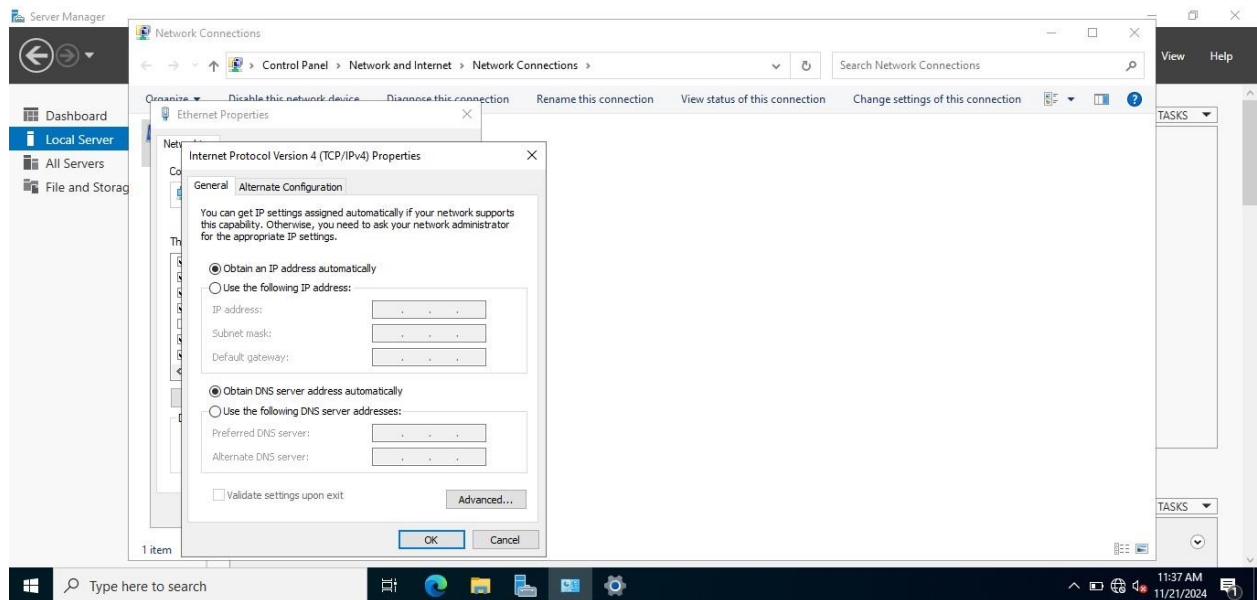 Server Manager
View Help
Dashboard
Local Server
All Servers
File and Storag
TASKS
TASKS
Network Connections
Control Panel > Network and Internet > Network Connections >
Search Network Connections
Organize Disable this network device Diagnose this connection Rename this connection View status of this connection Change settings of this connection
1 item
Ethernet Properties
Internet Protocol Version 4 (TCP/IPv4) Properties
General Alternate Configuration
You can get IP settings assigned automatically if your network supports
this capability. Otherwise, you need to ask your network administrator
for the appropriate IP settings.
Obtain an IP address automatically
Use the following IP address:
IP address:
Subnet mask:
Default gateway:
Obtain DNS server address automatically
Use the following DNS server addresses:
Preferred DNS server:
Alternate DNS server:
Validate settings upon exit
Advanced...
OK Cancel
Type here to search
11:37 AM
11/21/2024